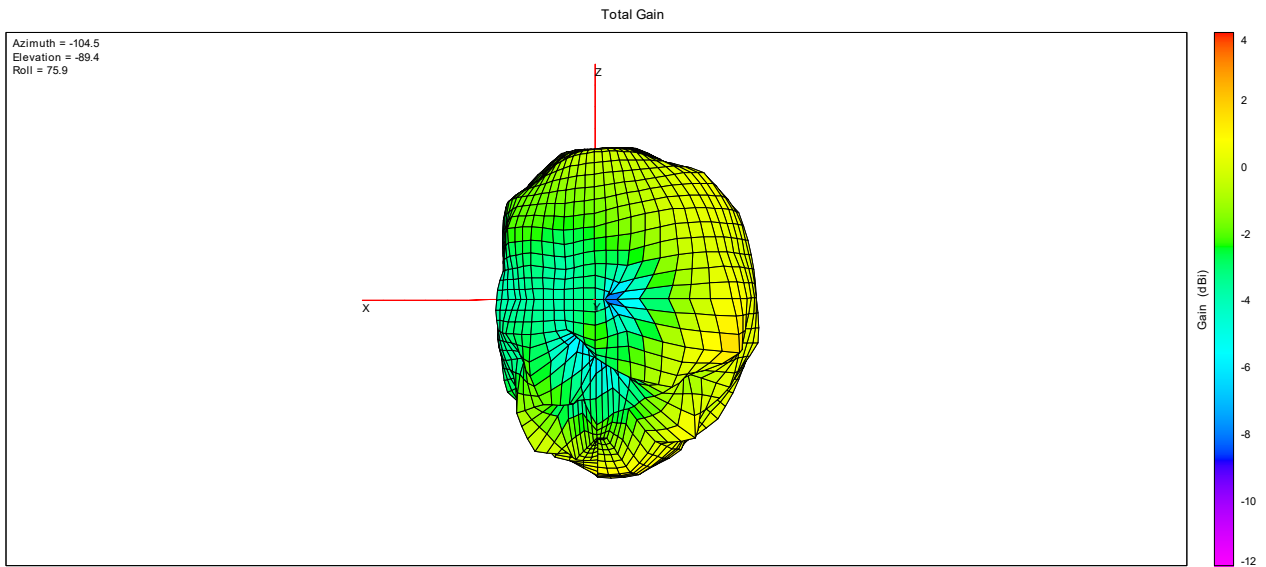 Total Gain
Azimuth = -104.5
Elevation = -89.4
Roll = 75.9
Z
X
Y
4
2
0
-2
-4
-6
-8
-10
-12
Gain (dBi)